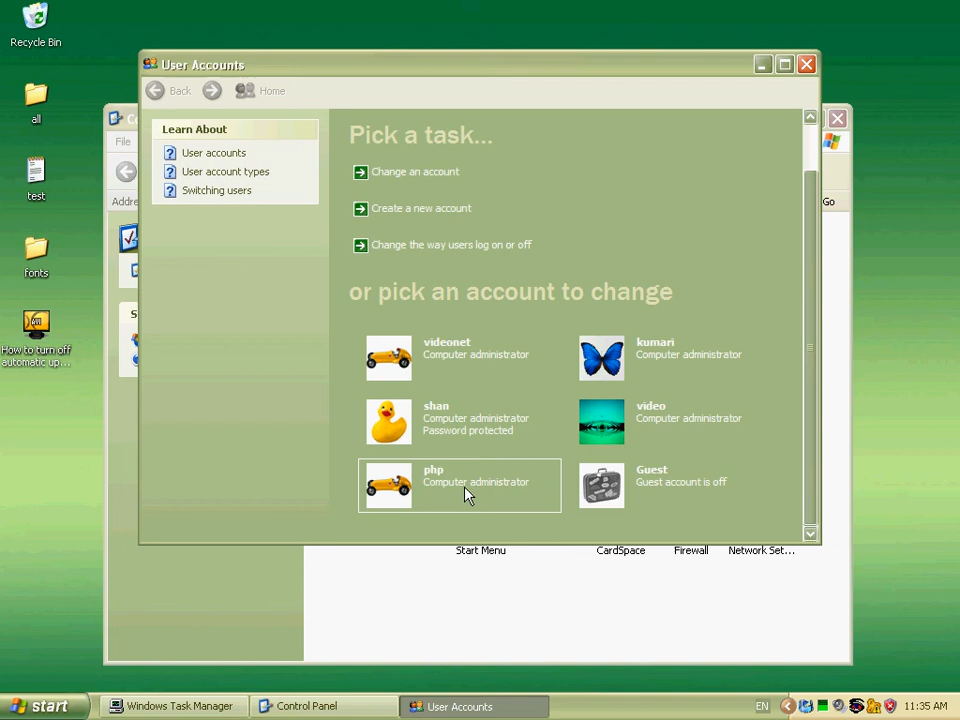 Recycle Bin
all
test
fonts
How to turn off
automatic up...
User Accounts
Back
Home
File
Go
Learn About
User accounts
User account types
Switching users
Pick a task...
Change an account
Create a new account
Change the way users log on or off
or pick an account to change
videonet
Computer administrator
kumari
Computer administrator
shan
Computer administrator
Password protected
video
Computer administrator
php
Computer administrator
Guest
Guest account is off
Start Menu
CardSpace
Firewall
Network Set...
start
Windows Task Manager
Control Panel
User Accounts
EN
11:35 AM